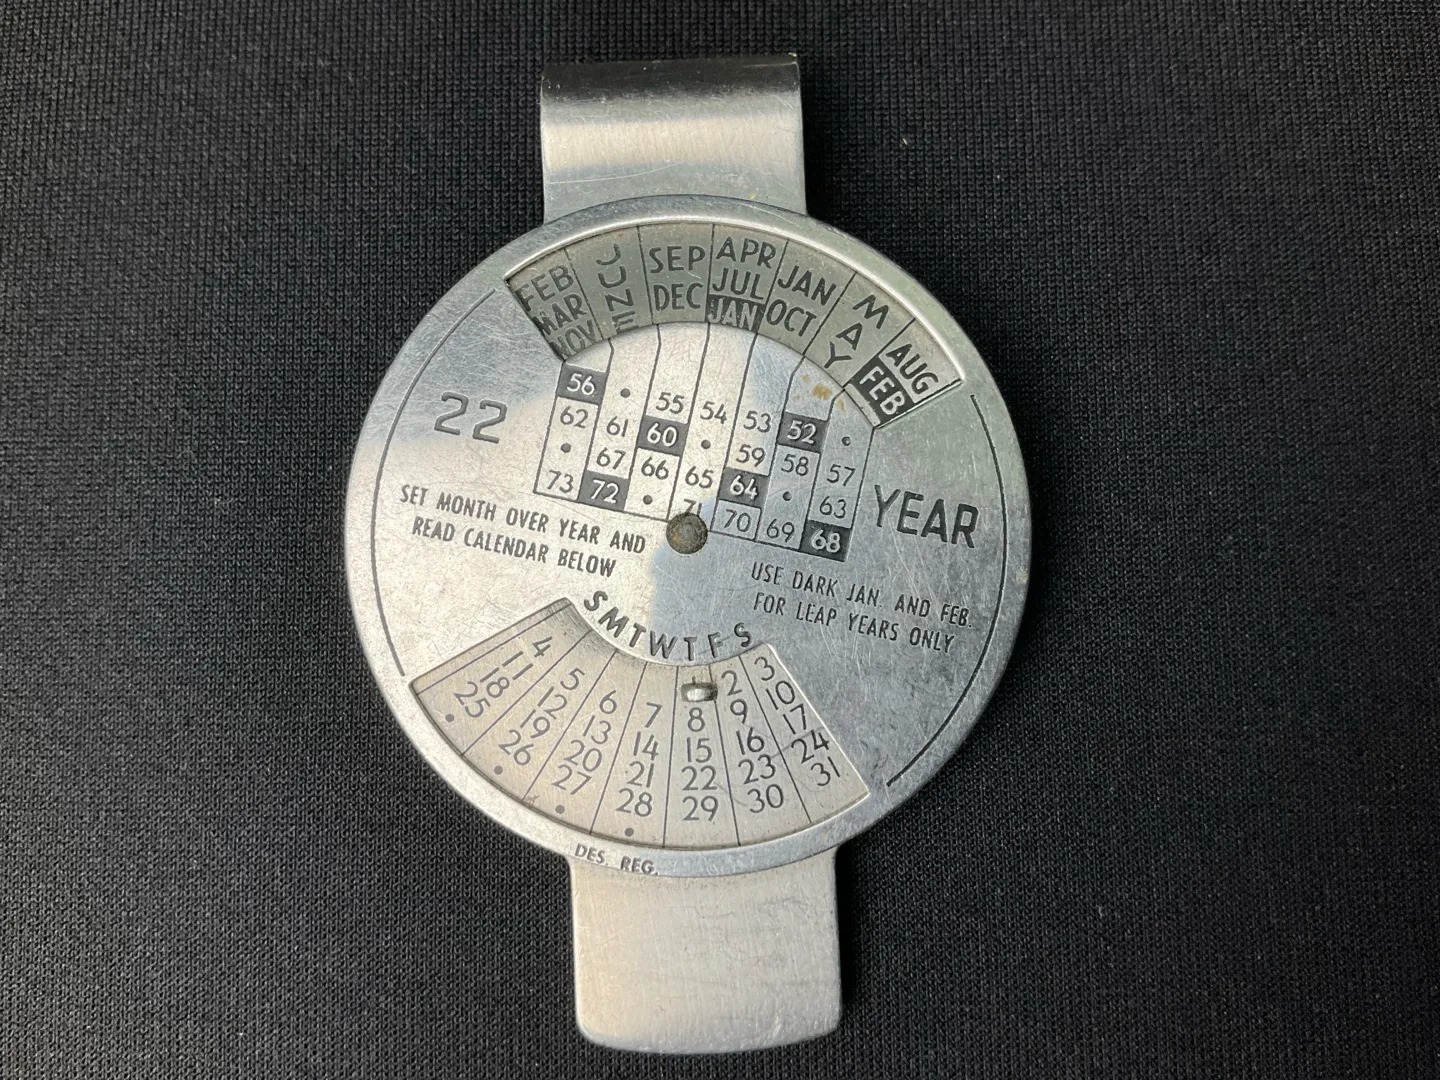 FEB JUNE SEP APR JAN MAY AUG
MAR DEC JUL OCT FEB
NOV JAN
56 • 55 54 53 52 •
62 61 60 • 59 58 57
• 67 66 65 64 • 63
73 72 • 71 70 69 68
22
YEAR
SET MONTH OVER YEAR AND
READ CALENDAR BELOW
USE DARK JAN. AND FEB.
FOR LEAP YEARS ONLY
S M T W T F S
4 5 6 7 8 2 3
11 12 13 14 15 9 10
18 19 20 21 22 16 17
25 26 27 28 29 23 24
• • • • 30 31
DES. REG.